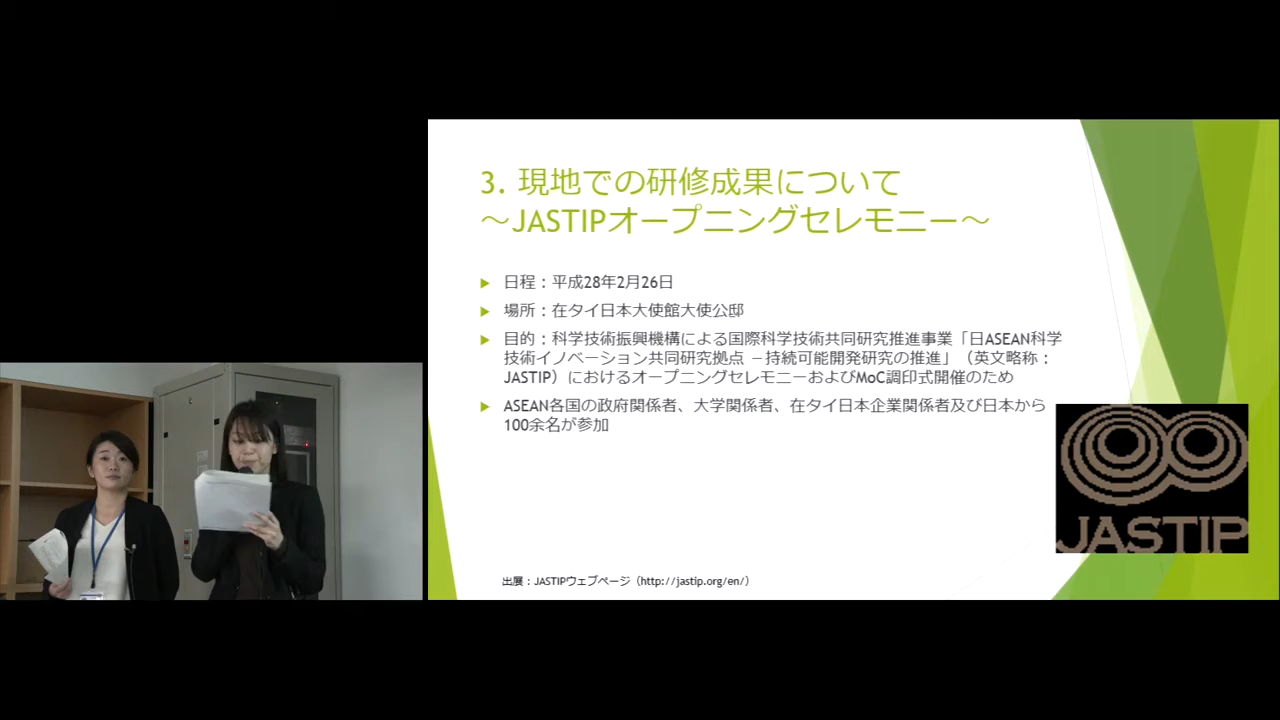 3. 現地での研修成果について
～JASTIPオープニングセレモニー～
日程：平成28年2月26日
場所：在タイ日本大使館大使公邸
目的：科学技術振興機構による国際科学技術共同研究推進事業「日ASEAN科学
技術イノベーション共同研究拠点 －持続可能開発研究の推進」（英文略称：
JASTIP）におけるオープニングセレモニーおよびMoC調印式開催のため
ASEAN各国の政府関係者、大学関係者、在タイ日本企業関係者及び日本から
100余名が参加
JASTIP
出展：JASTIPウェブページ（http://jastip.org/en/）